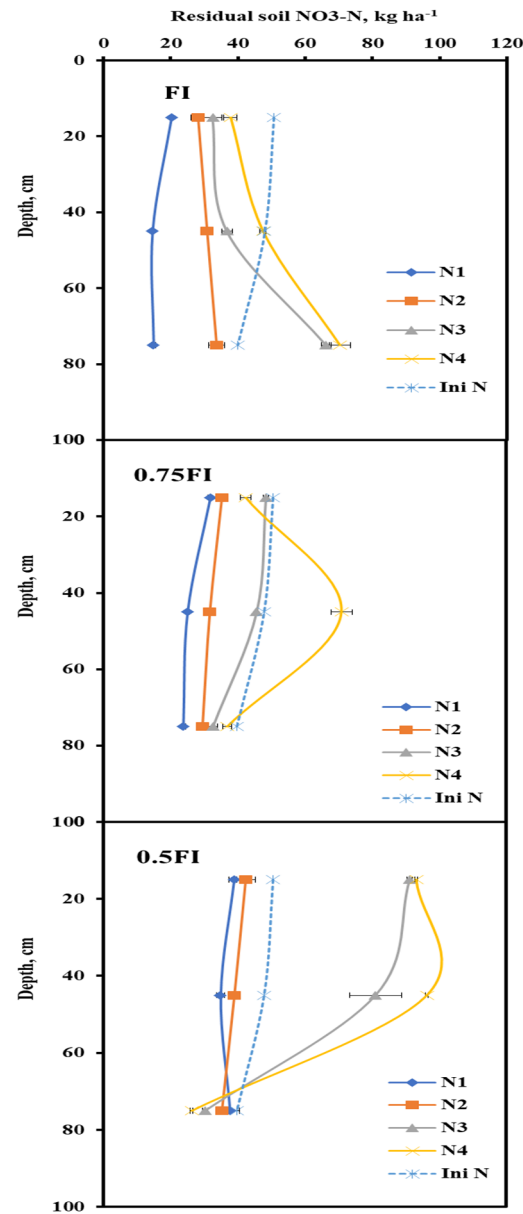 Residual soil NO3-N, kg ha⁻¹
0 20 40 60 80 100 120
0
FI
20
Depth, cm
40
60
80
100
N1
N2
N3
N4
Ini N
0.75FI
20
Depth, cm
40
60
80
100
N1
N2
N3
N4
Ini N
0.5FI
20
Depth, cm
40
60
80
100
N1
N2
N3
N4
Ini N